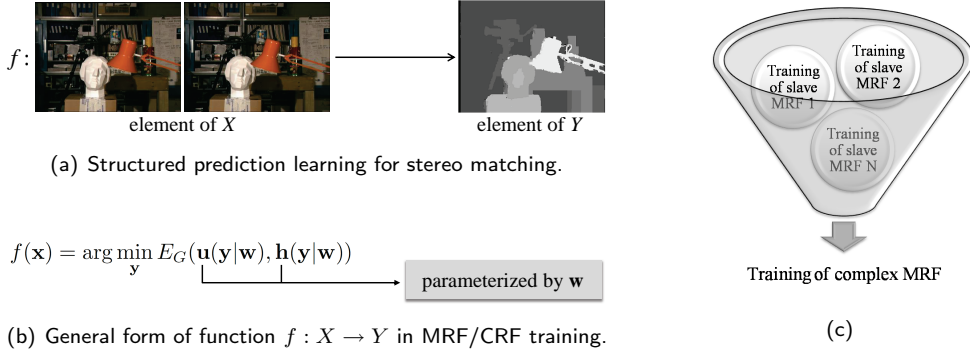 f :
element of X
element of Y
(a) Structured prediction learning for stereo matching.
f(x) = arg min_y E_G(u(y|w), h(y|w))
parameterized by w
(b) General form of function f : X → Y in MRF/CRF training.
Training of slave MRF 1
Training of slave MRF 2
Training of slave MRF N
Training of complex MRF
(c)